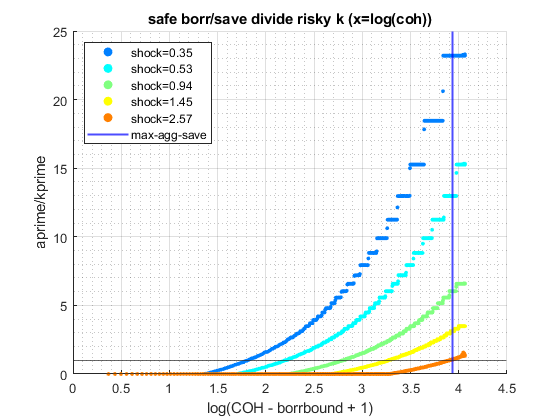 safe borr/save divide risky k (x=log(coh))
25
20
15
10
5
0
aprime/kprime
shock=0.35
shock=0.53
shock=0.94
shock=1.45
shock=2.57
max-agg-save
0 0.5 1 1.5 2 2.5 3 3.5 4 4.5
log(COH - borrbound + 1)